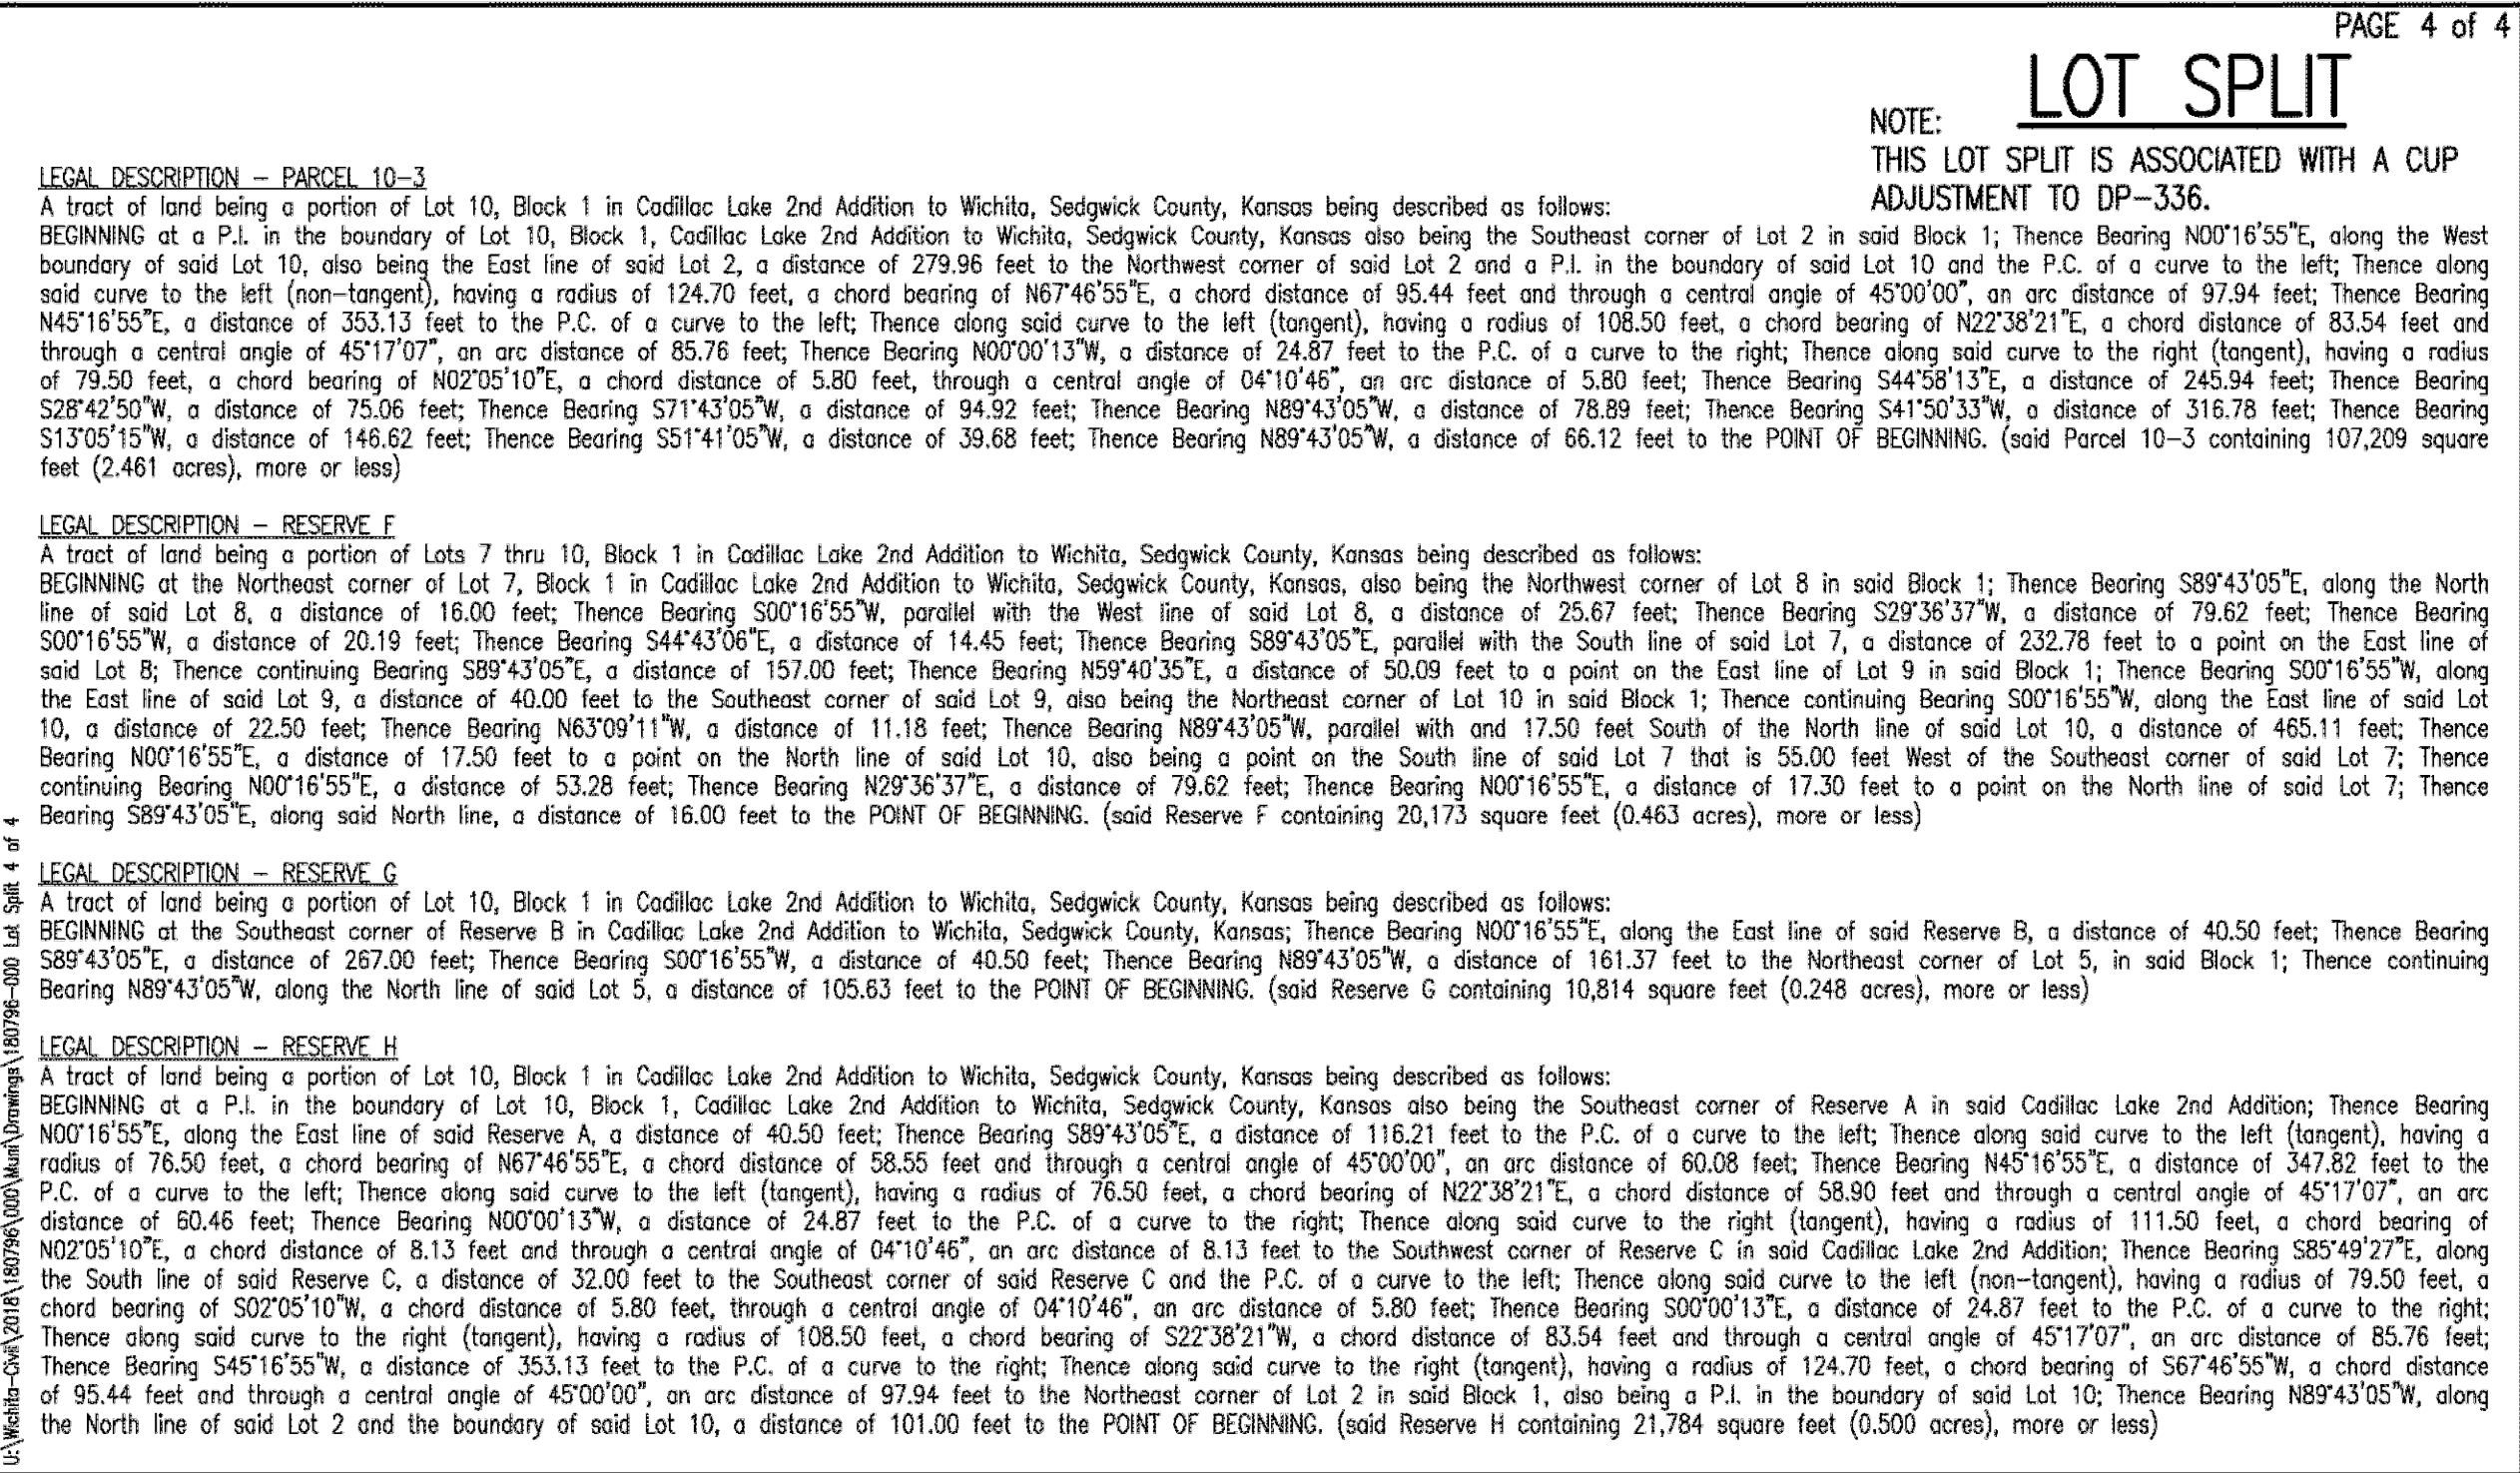 PAGE 4 of 4
LOT SPLIT
NOTE:
THIS LOT SPLIT IS ASSOCIATED WITH A CUP
ADJUSTMENT TO DP-336.
LEGAL DESCRIPTION - PARCEL 10-3
A tract of land being a portion of Lot 10, Block 1 in Cadillac Lake 2nd Addition to Wichita, Sedgwick County, Kansas being described as follows:
BEGINNING at a P.I. in the boundary of Lot 10, Block 1, Cadillac Lake 2nd Addition to Wichita, Sedgwick County, Kansas also being the Southeast corner of Lot 2 in said Block 1; Thence Bearing N00°16'55"E, along the West
boundary of said Lot 10, also being the East line of said Lot 2, a distance of 279.96 feet to the Northwest corner of said Lot 2 and a P.I. in the boundary of said Lot 10 and the P.C. of a curve to the left; Thence along
said curve to the left (non-tangent), having a radius of 124.70 feet, a chord bearing of N67°46'55"E, a chord distance of 95.44 feet and through a central angle of 45°00'00", an arc distance of 97.94 feet; Thence Bearing
N45°16'55"E, a distance of 353.13 feet to the P.C. of a curve to the left; Thence along said curve to the left (tangent), having a radius of 108.50 feet, a chord bearing of N22°38'21"E, a chord distance of 83.54 feet and
through a central angle of 45°17'07", an arc distance of 85.76 feet; Thence Bearing N00°00'13"W, a distance of 24.87 feet to the P.C. of a curve to the right; Thence along said curve to the right (tangent), having a radius
of 79.50 feet, a chord bearing of N02°05'10"E, a chord distance of 5.80 feet, through a central angle of 04°10'46", an arc distance of 5.80 feet; Thence Bearing S44°58'13"E, a distance of 245.94 feet; Thence Bearing
S28°42'50"W, a distance of 75.06 feet; Thence Bearing S71°43'05"W, a distance of 94.92 feet; Thence Bearing N89°43'05"W, a distance of 78.89 feet; Thence Bearing S41°50'33"W, a distance of 316.78 feet; Thence Bearing
S13°05'15"W, a distance of 146.62 feet; Thence Bearing S51°41'05"W, a distance of 39.68 feet; Thence Bearing N89°43'05"W, a distance of 66.12 feet to the POINT OF BEGINNING. (said Parcel 10-3 containing 107,209 square
feet (2.461 acres), more or less)
LEGAL DESCRIPTION - RESERVE F
A tract of land being a portion of Lots 7 thru 10, Block 1 in Cadillac Lake 2nd Addition to Wichita, Sedgwick County, Kansas being described as follows:
BEGINNING at the Northeast corner of Lot 7, Block 1 in Cadillac Lake 2nd Addition to Wichita, Sedgwick County, Kansas, also being the Northwest corner of Lot 8 in said Block 1; Thence Bearing S89°43'05"E, along the North
line of said Lot 8, a distance of 16.00 feet; Thence Bearing S00°16'55"W, parallel with the West line of said Lot 8, a distance of 25.67 feet; Thence Bearing S29°36'37"W, a distance of 79.62 feet; Thence Bearing
S00°16'55"W, a distance of 20.19 feet; Thence Bearing S44°43'06"E, a distance of 14.45 feet; Thence Bearing S89°43'05"E, parallel with the South line of said Lot 7, a distance of 232.78 feet to a point on the East line of
said Lot 8; Thence continuing Bearing S89°43'05"E, a distance of 157.00 feet; Thence Bearing N59°40'35"E, a distance of 50.09 feet to a point on the East line of Lot 9 in said Block 1; Thence Bearing S00°16'55"W, along
the East line of said Lot 9, a distance of 40.00 feet to the Southeast corner of said Lot 9, also being the Northeast corner of Lot 10 in said Block 1; Thence continuing Bearing S00°16'55"W, along the East line of said Lot
10, a distance of 22.50 feet; Thence Bearing N63°09'11"W, a distance of 11.18 feet; Thence Bearing N89°43'05"W, parallel with and 17.50 feet South of the North line of said Lot 10, a distance of 465.11 feet; Thence
Bearing N00°16'55"E, a distance of 17.50 feet to a point on the North line of said Lot 10, also being a point on the South line of said Lot 7 that is 55.00 feet West of the Southeast corner of said Lot 7; Thence
continuing Bearing N00°16'55"E, a distance of 53.28 feet; Thence Bearing N29°36'37"E, a distance of 79.62 feet; Thence Bearing N00°16'55"E, a distance of 17.30 feet to a point on the North line of said Lot 7; Thence
Bearing S89°43'05"E, along said North line, a distance of 16.00 feet to the POINT OF BEGINNING. (said Reserve F containing 20,173 square feet (0.463 acres), more or less)
LEGAL DESCRIPTION - RESERVE G
A tract of land being a portion of Lot 10, Block 1 in Cadillac Lake 2nd Addition to Wichita, Sedgwick County, Kansas being described as follows:
BEGINNING at the Southeast corner of Reserve B in Cadillac Lake 2nd Addition to Wichita, Sedgwick County, Kansas; Thence Bearing N00°16'55"E, along the East line of said Reserve B, a distance of 40.50 feet; Thence Bearing
S89°43'05"E, a distance of 267.00 feet; Thence Bearing S00°16'55"W, a distance of 40.50 feet; Thence Bearing N89°43'05"W, a distance of 161.37 feet to the Northeast corner of Lot 5, in said Block 1; Thence continuing
Bearing N89°43'05"W, along the North line of said Lot 5, a distance of 105.63 feet to the POINT OF BEGINNING. (said Reserve G containing 10,814 square feet (0.248 acres), more or less)
LEGAL DESCRIPTION - RESERVE H
A tract of land being a portion of Lot 10, Block 1 in Cadillac Lake 2nd Addition to Wichita, Sedgwick County, Kansas being described as follows:
BEGINNING at a P.I. in the boundary of Lot 10, Block 1, Cadillac Lake 2nd Addition to Wichita, Sedgwick County, Kansas also being the Southeast corner of Reserve A in said Cadillac Lake 2nd Addition; Thence Bearing
N00°16'55"E, along the East line of said Reserve A, a distance of 40.50 feet; Thence Bearing S89°43'05"E, a distance of 116.21 feet to the P.C. of a curve to the left; Thence along said curve to the left (tangent), having a
radius of 76.50 feet, a chord bearing of N67°46'55"E, a chord distance of 58.55 feet and through a central angle of 45°00'00", an arc distance of 60.08 feet; Thence Bearing N45°16'55"E, a distance of 347.82 feet to the
P.C. of a curve to the left; Thence along said curve to the left (tangent), having a radius of 76.50 feet, a chord bearing of N22°38'21"E, a chord distance of 58.90 feet and through a central angle of 45°17'07", an arc
distance of 60.46 feet; Thence Bearing N00°00'13"W, a distance of 24.87 feet to the P.C. of a curve to the right; Thence along said curve to the right (tangent), having a radius of 111.50 feet, a chord bearing of
N02°05'10"E, a chord distance of 8.13 feet and through a central angle of 04°10'46", an arc distance of 8.13 feet to the Southwest corner of Reserve C in said Cadillac Lake 2nd Addition; Thence Bearing S85°49'27"E, along
the South line of said Reserve C, a distance of 32.00 feet to the Southeast corner of said Reserve C and the P.C. of a curve to the left; Thence along said curve to the left (non-tangent), having a radius of 79.50 feet, a
chord bearing of S02°05'10"W, a chord distance of 5.80 feet, through a central angle of 04°10'46", an arc distance of 5.80 feet; Thence Bearing S00°00'13"E, a distance of 24.87 feet to the P.C. of a curve to the right;
Thence along said curve to the right (tangent), having a radius of 108.50 feet, a chord bearing of S22°38'21"W, a chord distance of 83.54 feet and through a central angle of 45°17'07", an arc distance of 85.76 feet;
Thence Bearing S45°16'55"W, a distance of 353.13 feet to the P.C. of a curve to the right; Thence along said curve to the right (tangent), having a radius of 124.70 feet, a chord bearing of S67°46'55"W, a chord distance
of 95.44 feet and through a central angle of 45°00'00", an arc distance of 97.94 feet to the Northeast corner of Lot 2 in said Block 1, also being a P.I. in the boundary of said Lot 10; Thence Bearing N89°43'05"W, along
the North line of said Lot 2 and the boundary of said Lot 10, a distance of 101.00 feet to the POINT OF BEGINNING. (said Reserve H containing 21,784 square feet (0.500 acres), more or less)
U:\Wichita-Civil\2018\180796\000\Muni\Drawings\180796-000 Lot Split 4 of 4